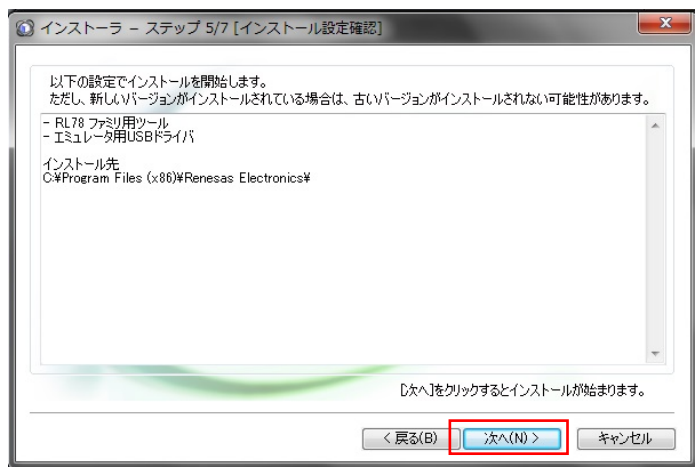 インストーラ － ステップ 5/7 [インストール設定確認]
以下の設定でインストールを開始します。
ただし、新しいバージョンがインストールされている場合は、古いバージョンがインストールされない可能性があります。
- RL78 ファミリ用ツール
- エミュレータ用USBドライバ
インストール先
C:¥Program Files (x86)¥Renesas Electronics¥
[次へ]をクリックするとインストールが始まります。
< 戻る(B) 次へ(N) > キャンセル